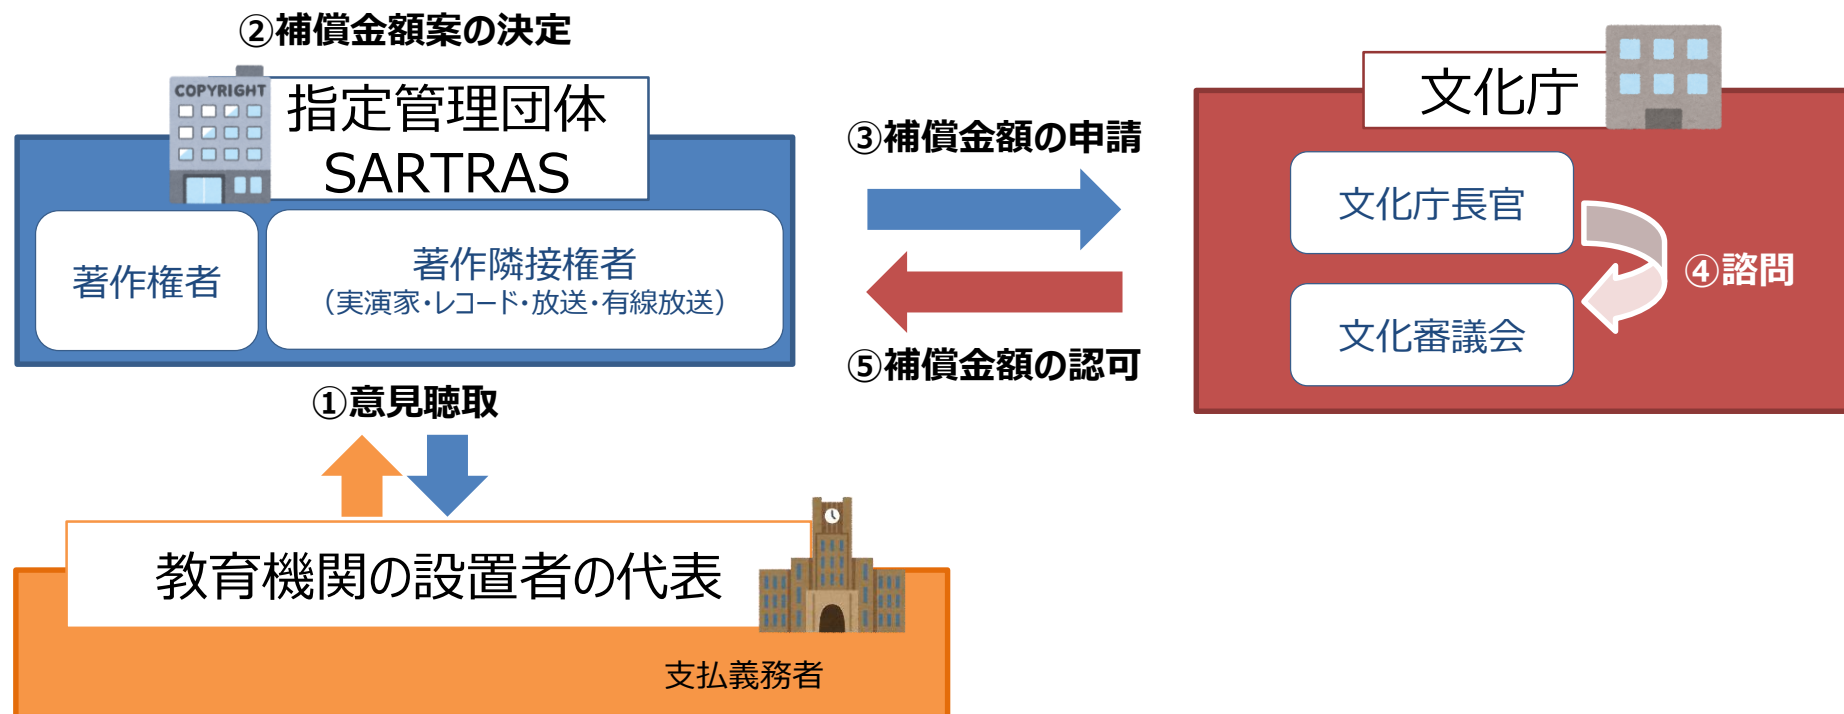 ②補償金額案の決定
COPYRIGHT
指定管理団体
SARTRAS
著作権者
著作隣接権者
（実演家・レコード・放送・有線放送）
③補償金額の申請
⑤補償金額の認可
文化庁
文化庁長官
④諮問
文化審議会
①意見聴取
教育機関の設置者の代表
支払義務者